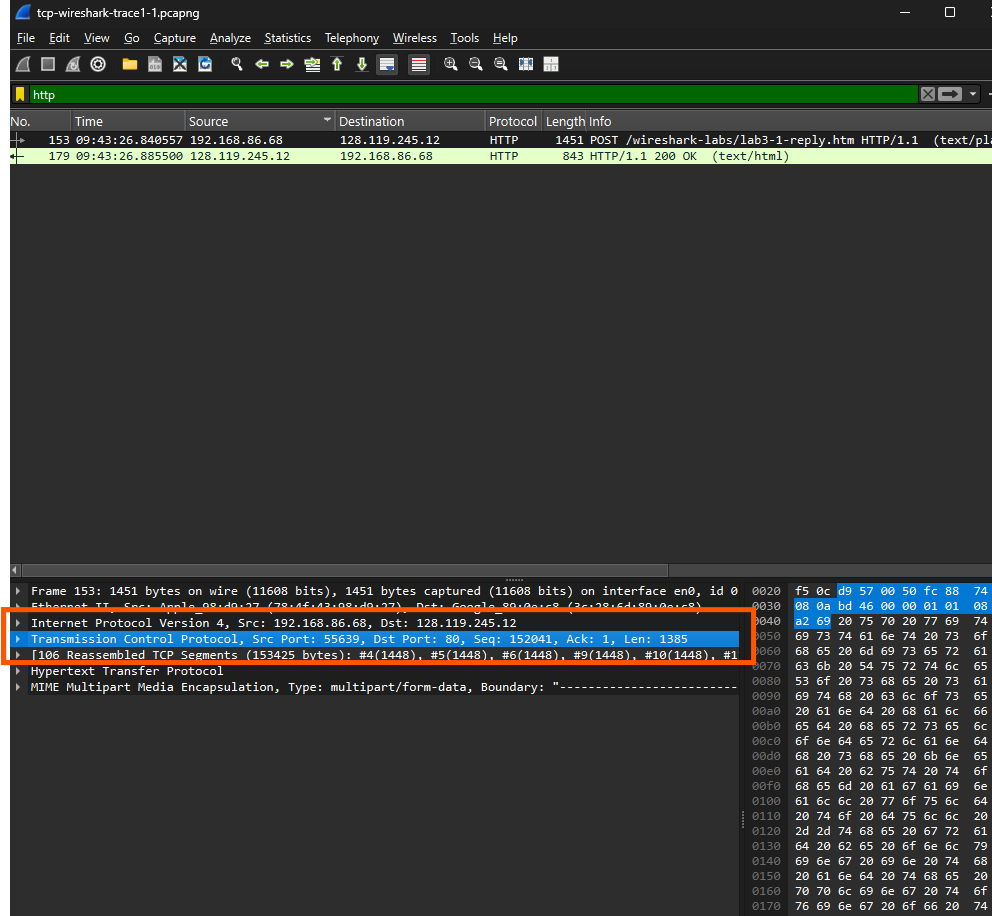 tcp-wireshark-trace1-1.pcapng
File Edit View Go Capture Analyze Statistics Telephony Wireless Tools Help
http
No. Time Source Destination Protocol Length Info
153 09:43:26.840557 192.168.86.68 128.119.245.12 HTTP 1451 POST /wireshark-labs/lab3-1-reply.htm HTTP/1.1 (text/pla
179 09:43:26.885500 128.119.245.12 192.168.86.68 HTTP 843 HTTP/1.1 200 OK (text/html)
Frame 153: 1451 bytes on wire (11608 bits), 1451 bytes captured (11608 bits) on interface en0, id 0
Ethernet II, Src: Apple_98:d9:27 (78:4f:43:98:d9:27), Dst: Google_89:0e:c8 (3c:28:6d:89:0e:c8)
Internet Protocol Version 4, Src: 192.168.86.68, Dst: 128.119.245.12
Transmission Control Protocol, Src Port: 55639, Dst Port: 80, Seq: 152041, Ack: 1, Len: 1385
[106 Reassembled TCP Segments (153425 bytes): #4(1448), #5(1448), #6(1448), #9(1448), #10(1448), #1
Hypertext Transfer Protocol
MIME Multipart Media Encapsulation, Type: multipart/form-data, Boundary: "-------------------------
0020 f5 0c d9 57 00 50 fc 88 74
0030 08 0a bd 46 00 00 01 01 08
0040 a2 69 20 75 70 20 77 69 74
0050 69 73 74 61 6e 74 20 73 6f
0060 68 65 20 6d 69 73 65 72 61
0070 63 6b 20 54 75 72 74 6c 65
0080 53 6f 20 73 68 65 20 73 61
0090 69 74 68 20 63 6c 6f 73 65
00a0 20 61 6e 64 20 68 61 6c 66
00b0 65 64 20 68 65 72 73 65 6c
00c0 6f 6e 64 65 72 6c 61 6e 64
00d0 68 20 73 68 65 20 6b 6e 65
00e0 61 64 20 62 75 74 20 74 6f
00f0 68 65 6d 20 61 67 61 69 6e
0100 61 6c 6c 20 77 6f 75 6c 64
0110 20 74 6f 20 64 75 6c 6c 20
0120 2d 2d 74 68 65 20 67 72 61
0130 64 20 62 65 20 6f 6e 6c 79
0140 69 6e 67 20 69 6e 20 74 68
0150 20 61 6e 64 20 74 68 65 20
0160 70 70 6c 69 6e 67 20 74 6f
0170 76 69 6e 67 20 6f 66 20 74